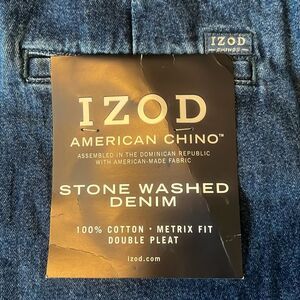 IZOD
CHINOS
IZOD
AMERICAN CHINO™
ASSEMBLED IN THE DOMINICAN REPUBLIC
WITH AMERICAN-MADE FABRIC
STONE WASHED
DENIM
100% COTTON • METRIX FIT
DOUBLE PLEAT
izod.com